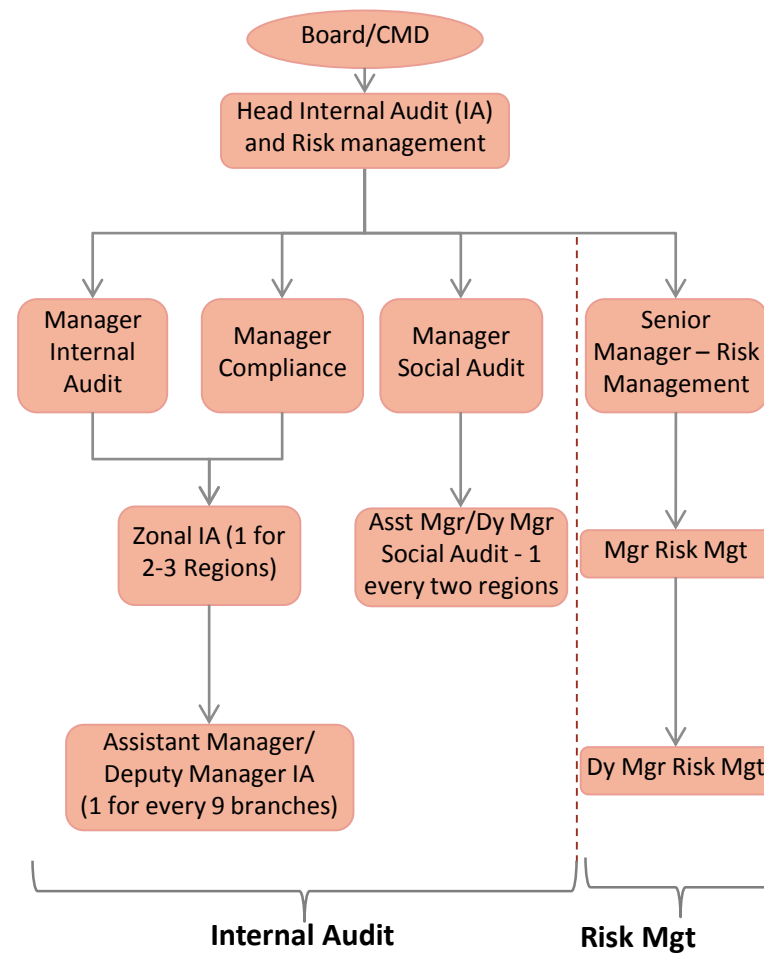 Board/CMD
Head Internal Audit (IA)
and Risk management
Manager
Internal
Audit
Manager
Compliance
Manager
Social Audit
Senior
Manager – Risk
Management
Zonal IA (1 for
2-3 Regions)
Asst Mgr/Dy Mgr
Social Audit - 1
every two regions
Mgr Risk Mgt
Assistant Manager/
Deputy Manager IA
(1 for every 9 branches)
Dy Mgr Risk Mgt
Internal Audit
Risk Mgt